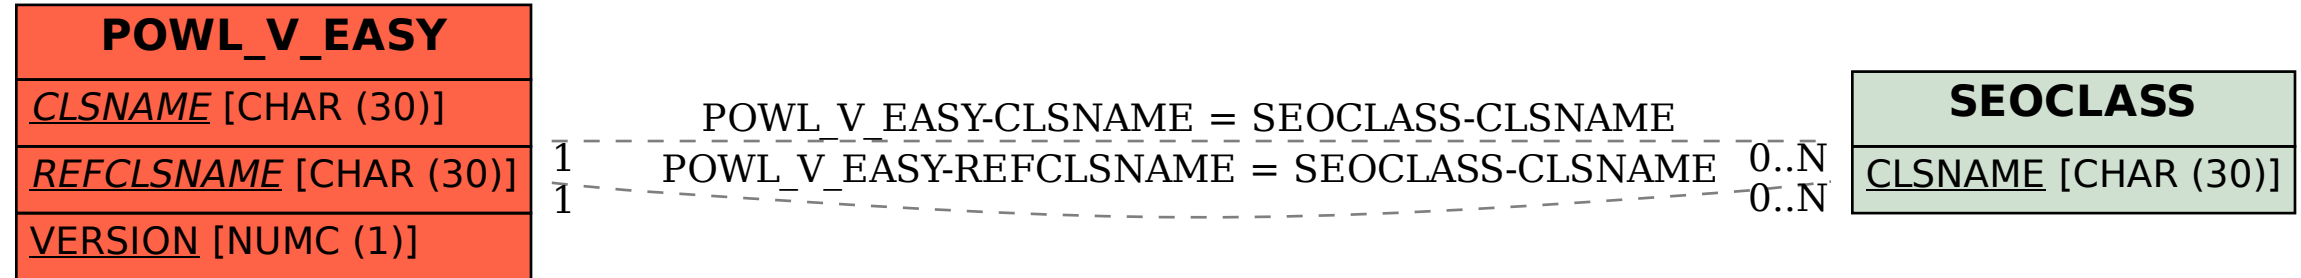 POWL_V_EASY
CLSNAME [CHAR (30)]
REFCLSNAME [CHAR (30)]
VERSION [NUMC (1)]
POWL_V_EASY-CLSNAME = SEOCLASS-CLSNAME
1
0..N
POWL_V_EASY-REFCLSNAME = SEOCLASS-CLSNAME
1
0..N
SEOCLASS
CLSNAME [CHAR (30)]